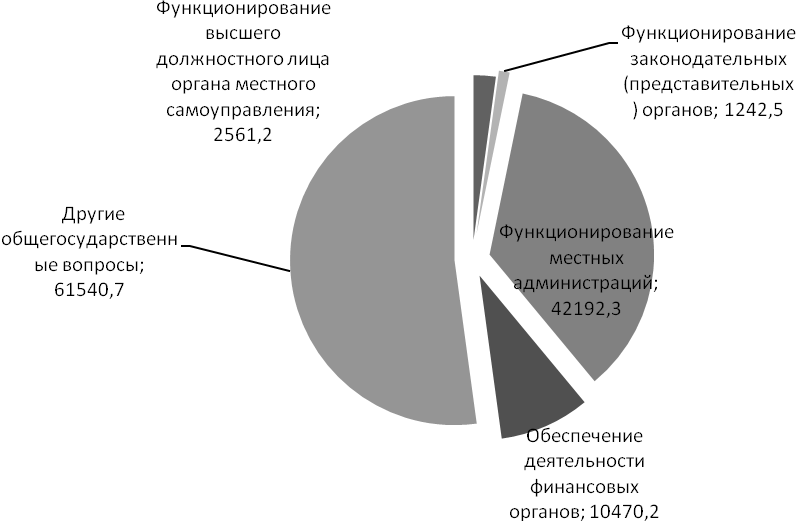 Функционирование
высшего
должностного лица
органа местного
самоуправления;
2561,2
Функционирование
законодательных
(представительных
) органов; 1242,5
Функционирование
местных
администраций;
42192,3
Обеспечение
деятельности
финансовых
органов; 10470,2
Другие
общегосударственн
ые вопросы;
61540,7